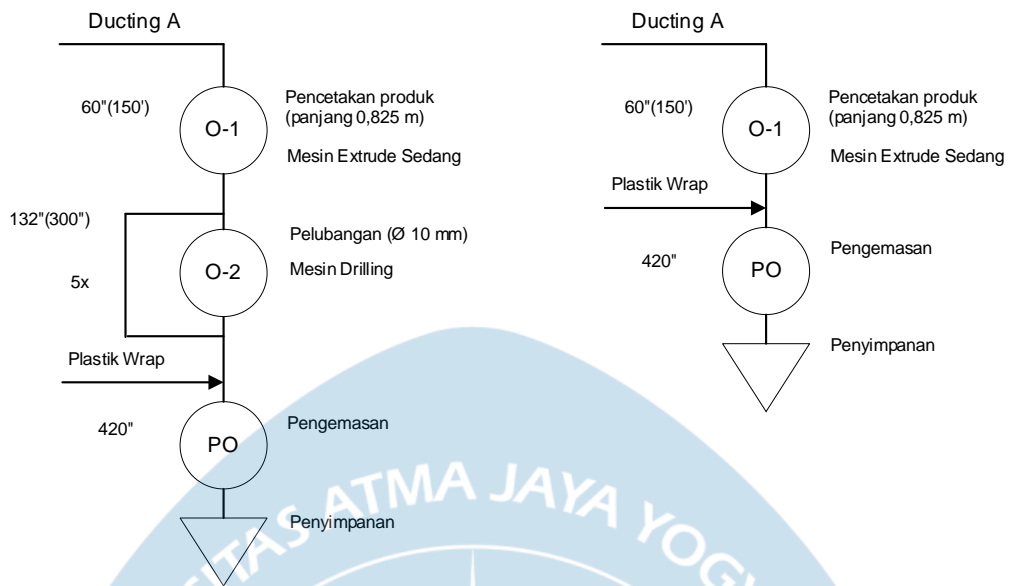 Ducting A
60"(150')
O-1
Pencetakan produk
(panjang 0,825 m)
Mesin Extrude Sedang
132"(300")
5x
O-2
Pelubangan (Ø 10 mm)
Mesin Drilling
Plastik Wrap
420"
PO
Pengemasan
Penyimpanan
Ducting A
60"(150')
O-1
Pencetakan produk
(panjang 0,825 m)
Mesin Extrude Sedang
Plastik Wrap
420"
PO
Pengemasan
Penyimpanan
ATMA JAYA